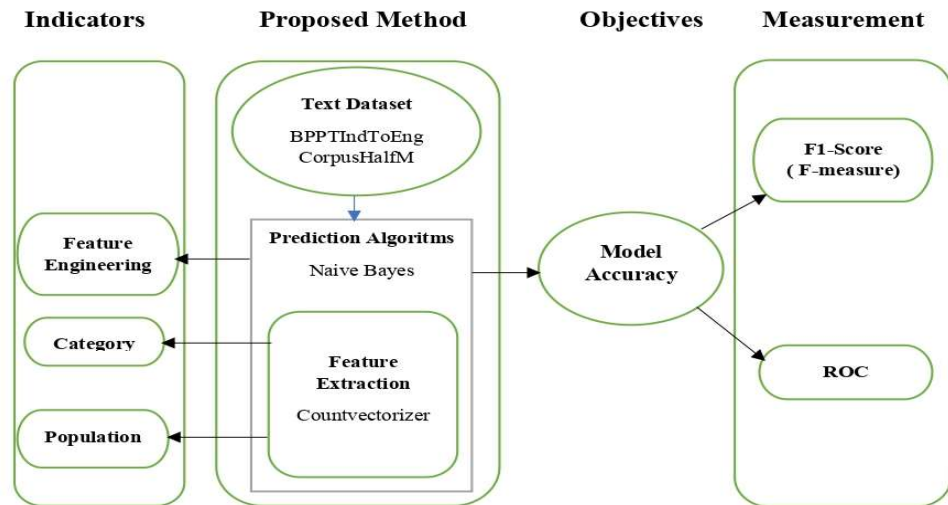 Indicators
Proposed Method
Objectives
Measurement
Text Dataset
BPPTIndToEng
CorpusHalfM
Prediction Algoritms
Naive Bayes
Feature
Extraction
Countvectorizer
Feature
Engineering
Category
Population
Model
Accuracy
F1-Score
( F-measure)
ROC